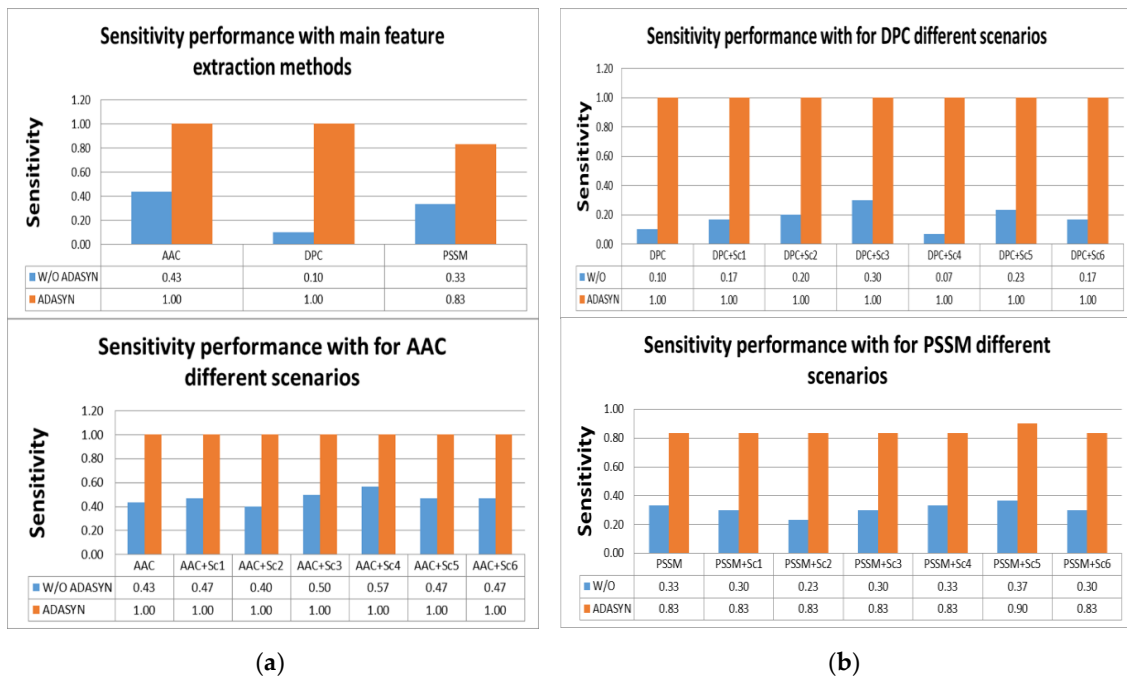 Sensitivity performance with main feature
extraction methods
Sensitivity
1.20
1.00
0.80
0.60
0.40
0.20
0.00
AAC DPC PSSM
W/O ADASYN 0.43 0.10 0.33
ADASYN 1.00 1.00 0.83
Sensitivity performance with for AAC
different scenarios
Sensitivity
1.20
1.00
0.80
0.60
0.40
0.20
0.00
AAC AAC+Sc1 AAC+Sc2 AAC+Sc3 AAC+Sc4 AAC+Sc5 AAC+Sc6
W/O ADASYN 0.43 0.47 0.40 0.50 0.57 0.47 0.47
ADASYN 1.00 1.00 1.00 1.00 1.00 1.00 1.00
(a)
Sensitivity performance with for DPC different scenarios
Sensitivity
1.20
1.00
0.80
0.60
0.40
0.20
0.00
DPC DPC+Sc1 DPC+Sc2 DPC+Sc3 DPC+Sc4 DPC+Sc5 DPC+Sc6
W/O 0.10 0.17 0.20 0.30 0.07 0.23 0.17
ADASYN 1.00 1.00 1.00 1.00 1.00 1.00 1.00
Sensitivity performance with for PSSM different
scenarios
Sensitivity
1.00
0.80
0.60
0.40
0.20
0.00
PSSM PSSM+Sc1 PSSM+Sc2 PSSM+Sc3 PSSM+Sc4 PSSM+Sc5 PSSM+Sc6
W/O 0.33 0.30 0.23 0.30 0.33 0.37 0.30
ADASYN 0.83 0.83 0.83 0.83 0.83 0.90 0.83
(b)